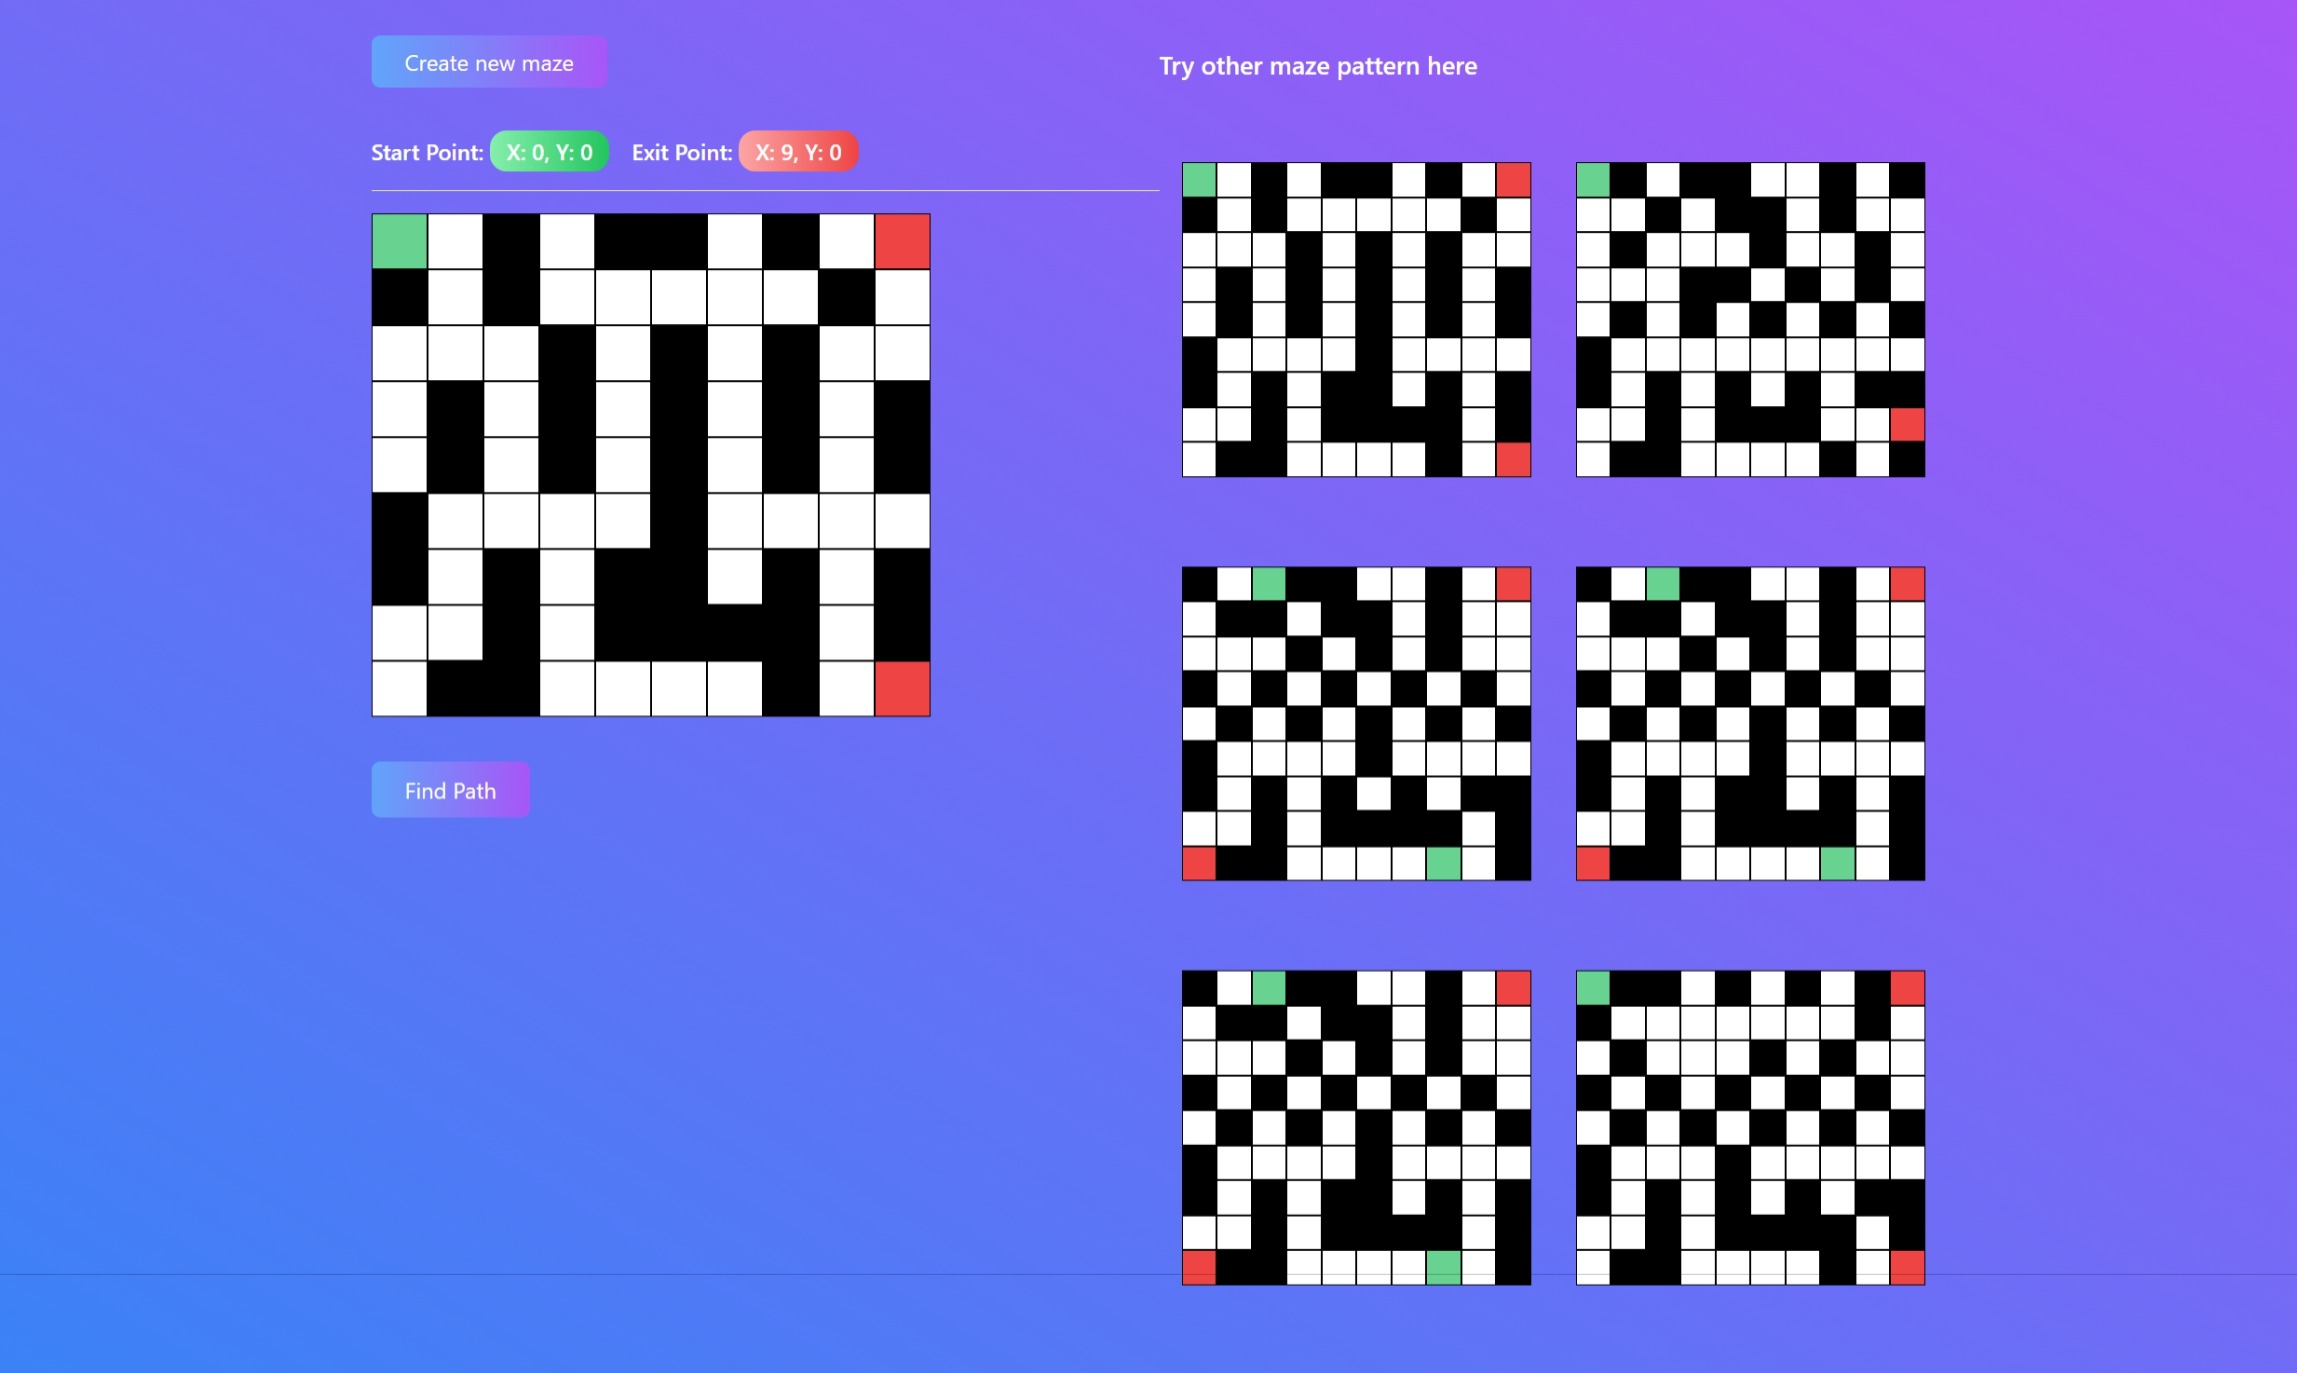 Create new maze
Try other maze pattern here
Start Point: X: 0, Y: 0 Exit Point: X: 9, Y: 0
Find Path